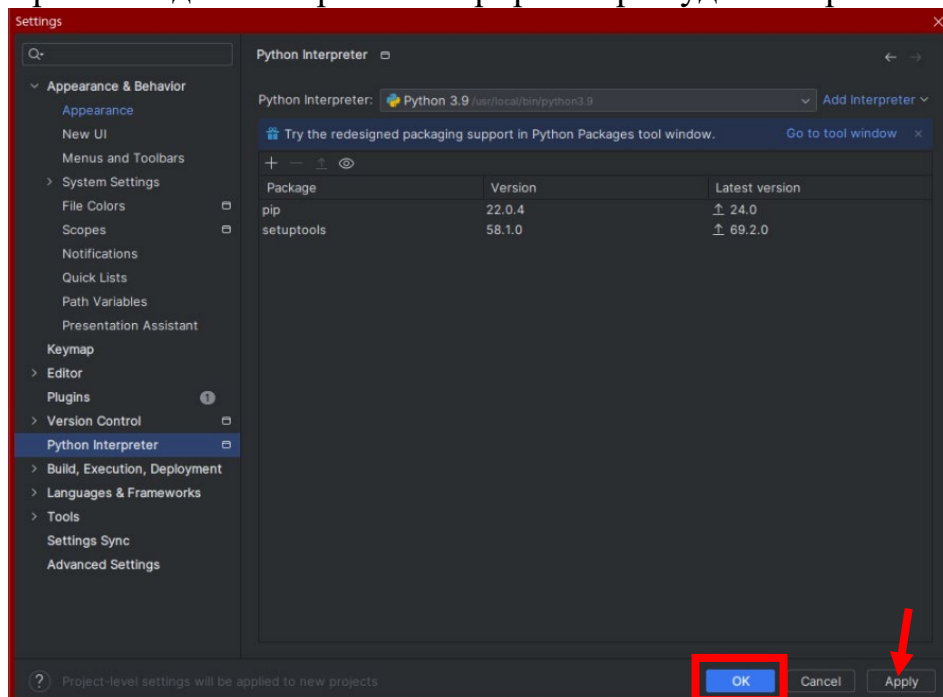 Settings
Python Interpreter
Appearance & Behavior
Appearance
New UI
Menus and Toolbars
System Settings
File Colors
Scopes
Notifications
Quick Lists
Path Variables
Presentation Assistant
Keymap
Editor
Plugins 1
Version Control
Python Interpreter
Build, Execution, Deployment
Languages & Frameworks
Tools
Settings Sync
Advanced Settings
Python Interpreter: Python 3.9 /usr/local/bin/python3.9 Add Interpreter
Try the redesigned packaging support in Python Packages tool window. Go to tool window
Package Version Latest version
pip 22.0.4 24.0
setuptools 58.1.0 69.2.0
? Project-level settings will be applied to new projects
OK Cancel Apply